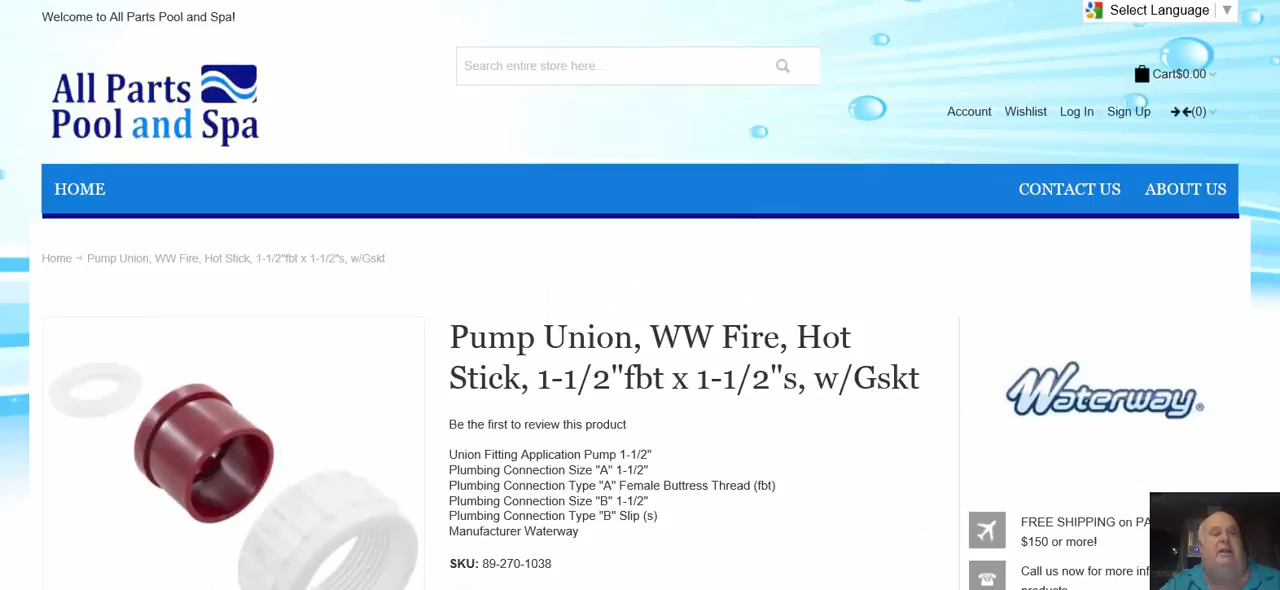 Welcome to All Parts Pool and Spa!
Select Language ▼
All Parts
Pool and Spa
Search entire store here...
Cart$0.00
Account Wishlist Log In Sign Up (0)
HOME CONTACT US ABOUT US
Home Pump Union, WW Fire, Hot Stick, 1-1/2"fbt x 1-1/2"s, w/Gskt
Pump Union, WW Fire, Hot
Stick, 1-1/2"fbt x 1-1/2"s, w/Gskt
Waterway®
Be the first to review this product
Union Fitting Application Pump 1-1/2"
Plumbing Connection Size "A" 1-1/2"
Plumbing Connection Type "A" Female Buttress Thread (fbt)
Plumbing Connection Size "B" 1-1/2"
Plumbing Connection Type "B" Slip (s)
Manufacturer Waterway
SKU: 89-270-1038
FREE SHIPPING on
$150 or more!
Call us now for more